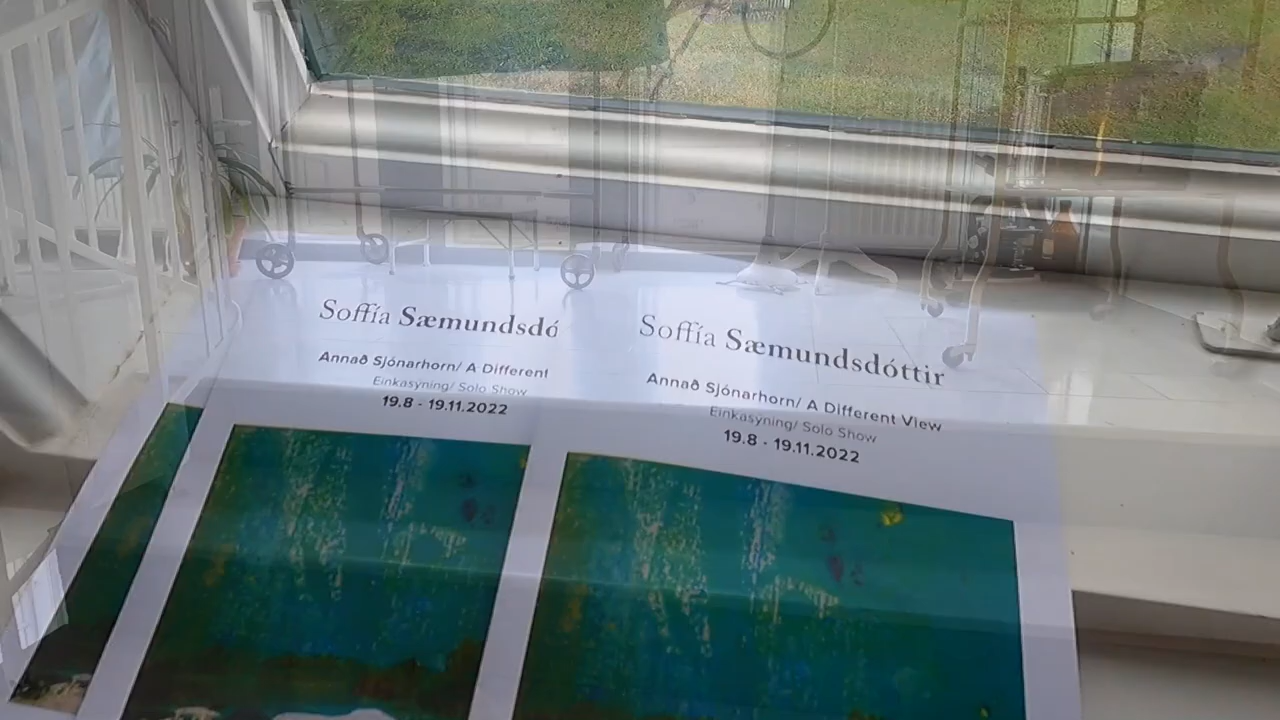 Soffía Sæmundsdó
Annað Sjónarhorn/ A Different
Einkasýning/ Solo Show
19.8 - 19.11.2022
Soffía Sæmundsdóttir
Annað Sjónarhorn/ A Different View
Einkasýning/ Solo Show
19.8 - 19.11.2022